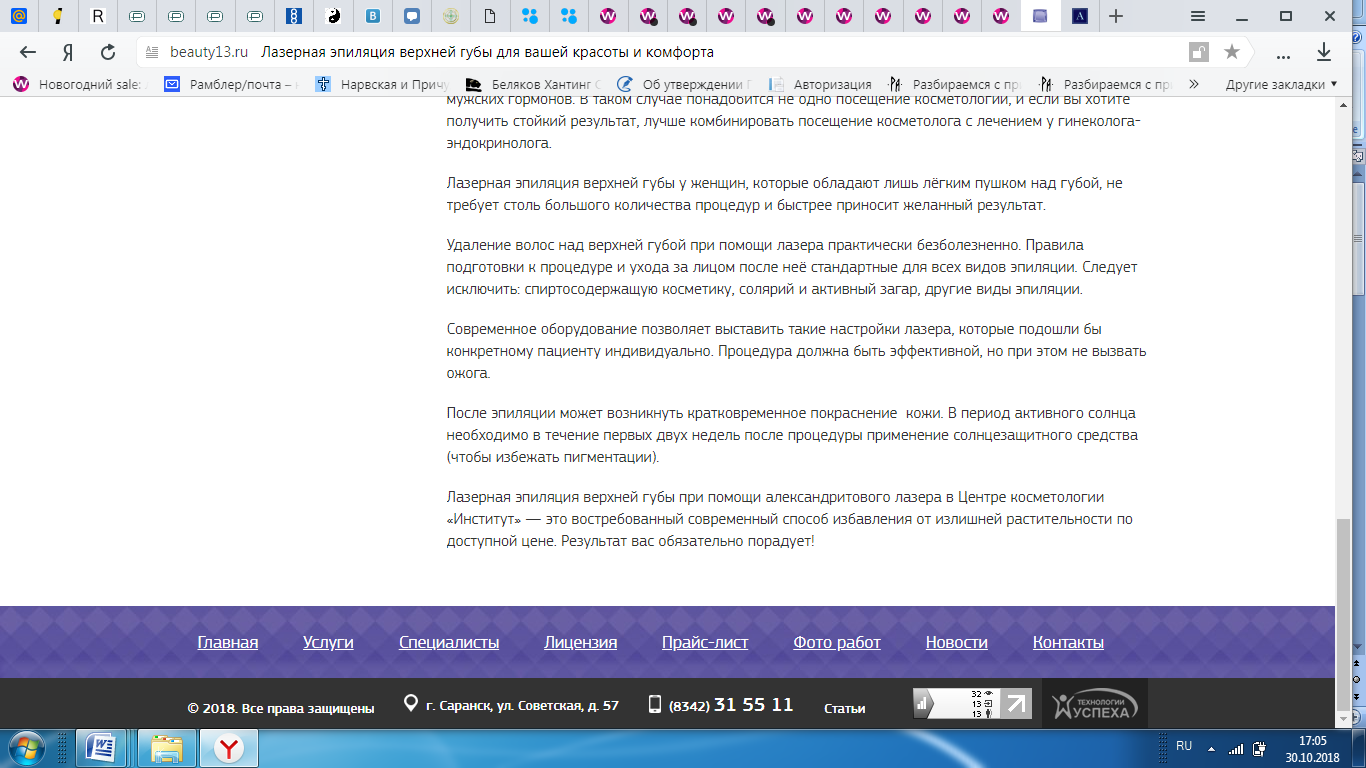 beauty13.ru Лазерная эпиляция верхней губы для вашей красоты и комфорта
Новогодний sale: Рамблер/почта – Нарвская и Причу Беляков Хантинг С Об утверждении Авторизация Разбираемся с при Разбираемся с при » Другие закладки
мужских гормонов. В таком случае понадобится не одно посещение косметологии, и если вы хотите
получить стойкий результат, лучше комбинировать посещение косметолога с лечением у гинеколога-
эндокринолога.
Лазерная эпиляция верхней губы у женщин, которые обладают лишь лёгким пушком над губой, не
требует столь большого количества процедур и быстрее приносит желанный результат.
Удаление волос над верхней губой при помощи лазера практически безболезненно. Правила
подготовки к процедуре и ухода за лицом после неё стандартные для всех видов эпиляции. Следует
исключить: спиртосодержащую косметику, солярий и активный загар, другие виды эпиляции.
Современное оборудование позволяет выставить такие настройки лазера, которые подошли бы
конкретному пациенту индивидуально. Процедура должна быть эффективной, но при этом не вызвать
ожога.
После эпиляции может возникнуть кратковременное покраснение кожи. В период активного солнца
необходимо в течение первых двух недель после процедуры применение солнцезащитного средства
(чтобы избежать пигментации).
Лазерная эпиляция верхней губы при помощи александритового лазера в Центре косметологии
«Институт» — это востребованный современный способ избавления от излишней растительности по
доступной цене. Результат вас обязательно порадует!
Главная Услуги Специалисты Лицензия Прайс-лист Фото работ Новости Контакты
© 2018. Все права защищены г. Саранск, ул. Советская, д. 57 (8342) 31 55 11 Статьи
32
13
13
ТЕХНОЛОГИИ
УСПЕХА
RU
17:05
30.10.2018